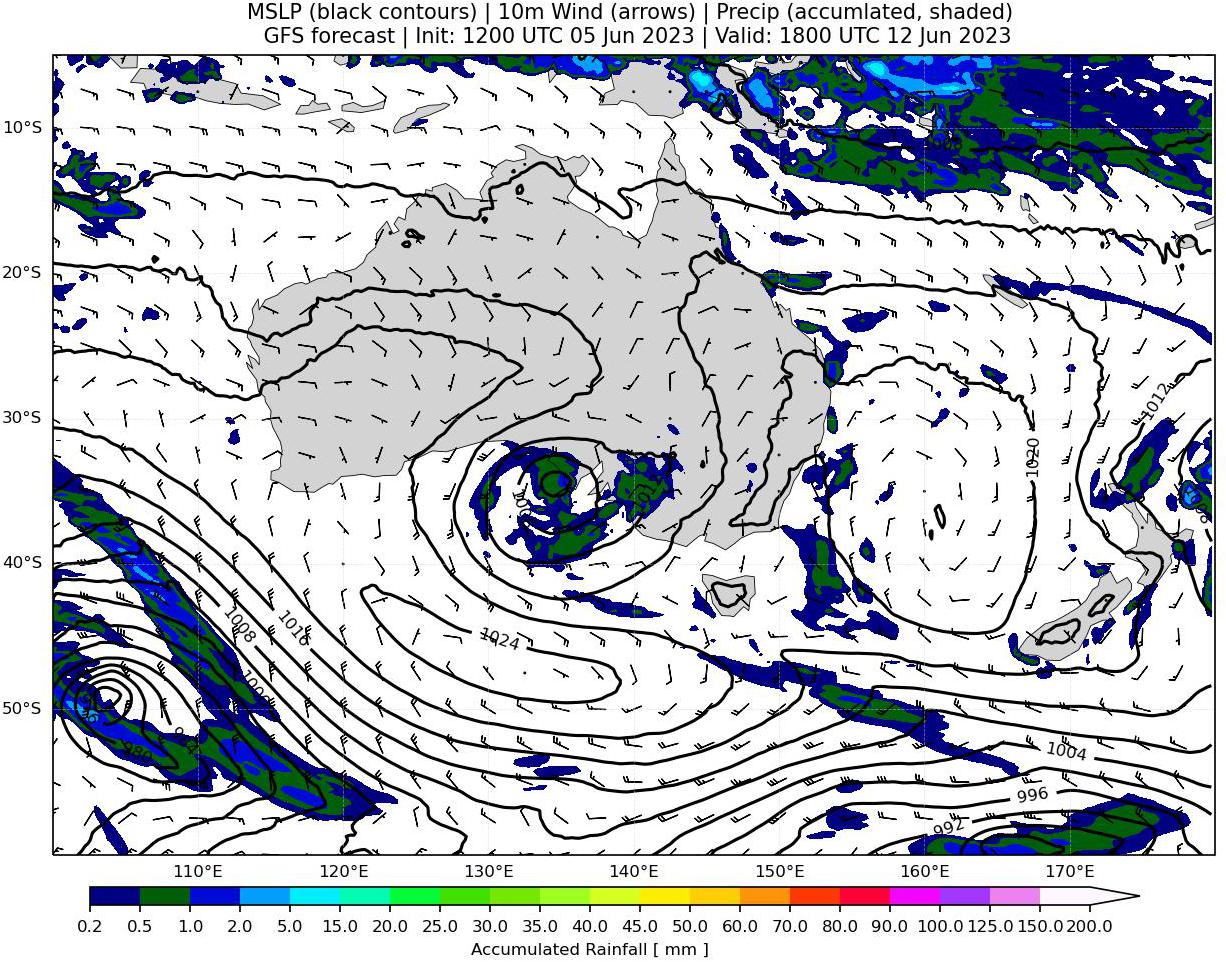 MSLP (black contours) | 10m Wind (arrows) | Precip (accumlated, shaded)
GFS forecast | Init: 1200 UTC 05 Jun 2023 | Valid: 1800 UTC 12 Jun 2023
10°S
20°S
1012
30°S
1020
40°S
1008
1016
1024
50°S
980
1004
996
992
110°E 120°E 130°E 140°E 150°E 160°E 170°E
0.2 0.5 1.0 2.0 5.0 10.0 15.0 20.0 25.0 30.0 35.0 40.0 45.0 50.0 60.0 70.0 80.0 90.0 100.0 125.0 150.0 200.0
Accumulated Rainfall [ mm ]